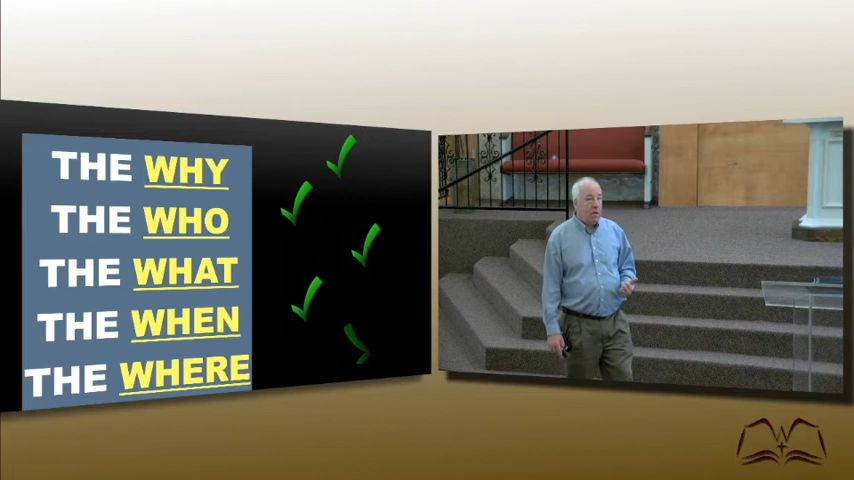 THE WHY
THE WHO
THE WHAT
THE WHEN
THE WHERE